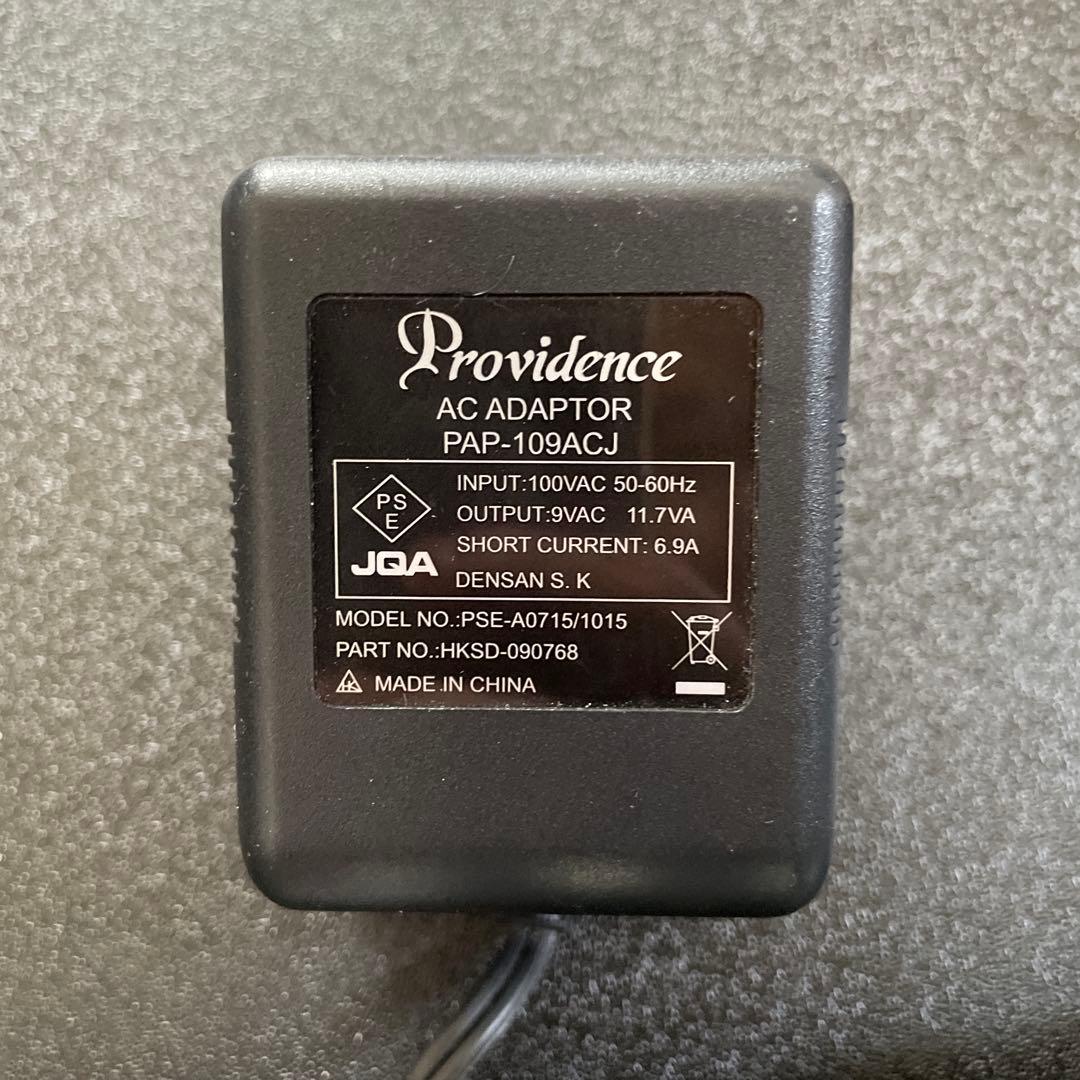 Providence
AC ADAPTOR
PAP-109ACJ
PS
E
JQA
INPUT:100VAC 50-60Hz
OUTPUT:9VAC 11.7VA
SHORT CURRENT: 6.9A
DENSAN S. K
MODEL NO.:PSE-A0715/1015
PART NO.:HKSD-090768
HK MADE IN CHINA